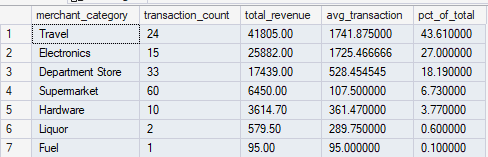 merchant_category transaction_count total_revenue avg_transaction pct_of_total
1 Travel 24 41805.00 1741.875000 43.610000
2 Electronics 15 25882.00 1725.466666 27.000000
3 Department Store 33 17439.00 528.454545 18.190000
4 Supermarket 60 6450.00 107.500000 6.730000
5 Hardware 10 3614.70 361.470000 3.770000
6 Liquor 2 579.50 289.750000 0.600000
7 Fuel 1 95.00 95.000000 0.100000